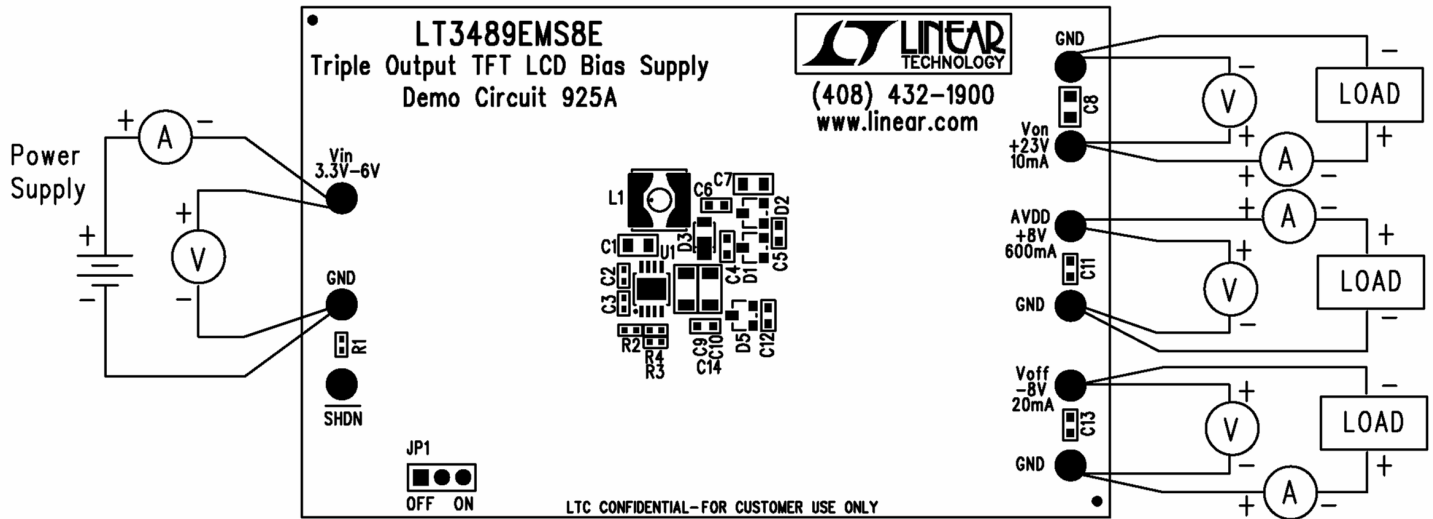 LT3489EMS8E
Triple Output TFT LCD Bias Supply
Demo Circuit 925A
LINEAR
TECHNOLOGY
(408) 432-1900
www.linear.com
Power
Supply
+ A -
+
-
+
V
-
Vin
3.3V-6V
GND
R1
SHDN
JP1
OFF ON
L1
C7
C6
D2
C1
D3
U1
C4
D1
C5
C2
C3
R2
R4
R3
C9
C10
C14
D5
C12
GND
C8
Von
+23V
10mA
-
V
+
-
LOAD
+
+ A +
AVDD
+8V
600mA
C11
GND
+ A -
+
V
-
+
LOAD
-
Voff
-8V
20mA
C13
GND
+
V
-
-
LOAD
+
+ A -
LTC CONFIDENTIAL-FOR CUSTOMER USE ONLY